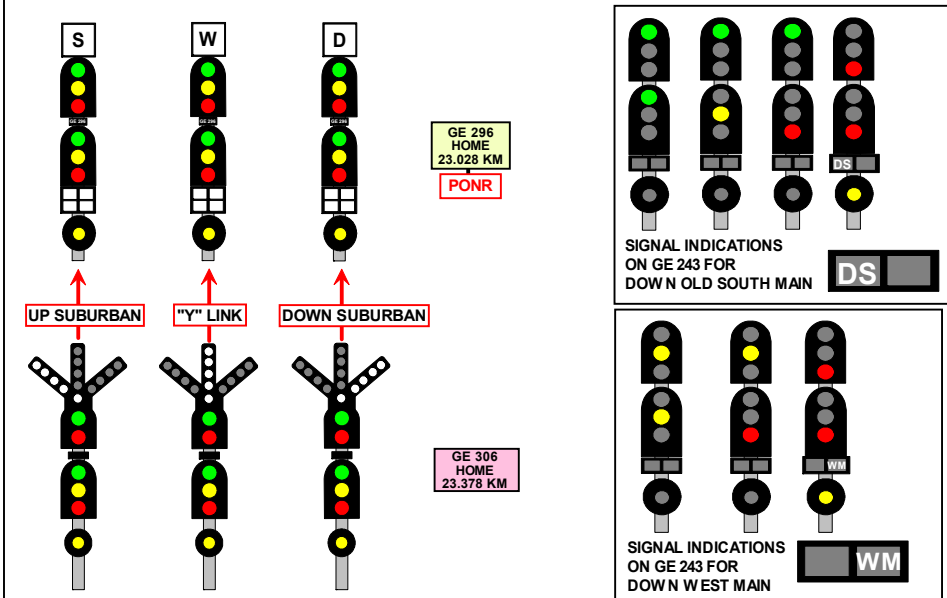 S
W
D
GE 296
GE 296
GE 296
GE 296
HOME
23.028 KM
PONR
UP SUBURBAN
"Y" LINK
DOWN SUBURBAN
GE 306
HOME
23.378 KM
DS
SIGNAL INDICATIONS
ON GE 243 FOR
DOWN OLD SOUTH MAIN
DS
WM
SIGNAL INDICATIONS
ON GE 243 FOR
DOWN WEST MAIN
WM